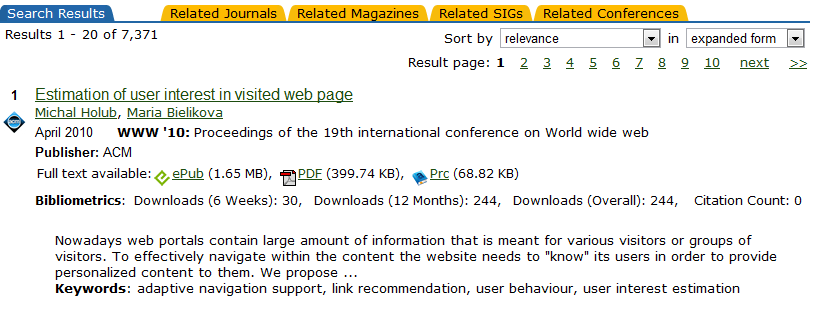 Search Results Related Journals Related Magazines Related SIGs Related Conferences
Results 1 - 20 of 7,371
Sort by relevance in expanded form
Result page: 1 2 3 4 5 6 7 8 9 10 next >>
1 Estimation of user interest in visited web page
Michal Holub, Maria Bielikova
April 2010 WWW '10: Proceedings of the 19th international conference on World wide web
Publisher: ACM
Full text available: ePub (1.65 MB), PDF (399.74 KB), Prc (68.82 KB)
Bibliometrics: Downloads (6 Weeks): 30, Downloads (12 Months): 244, Downloads (Overall): 244, Citation Count: 0
Nowadays web portals contain large amount of information that is meant for various visitors or groups of
visitors. To effectively navigate within the content the website needs to "know" its users in order to provide
personalized content to them. We propose ...
Keywords: adaptive navigation support, link recommendation, user behaviour, user interest estimation